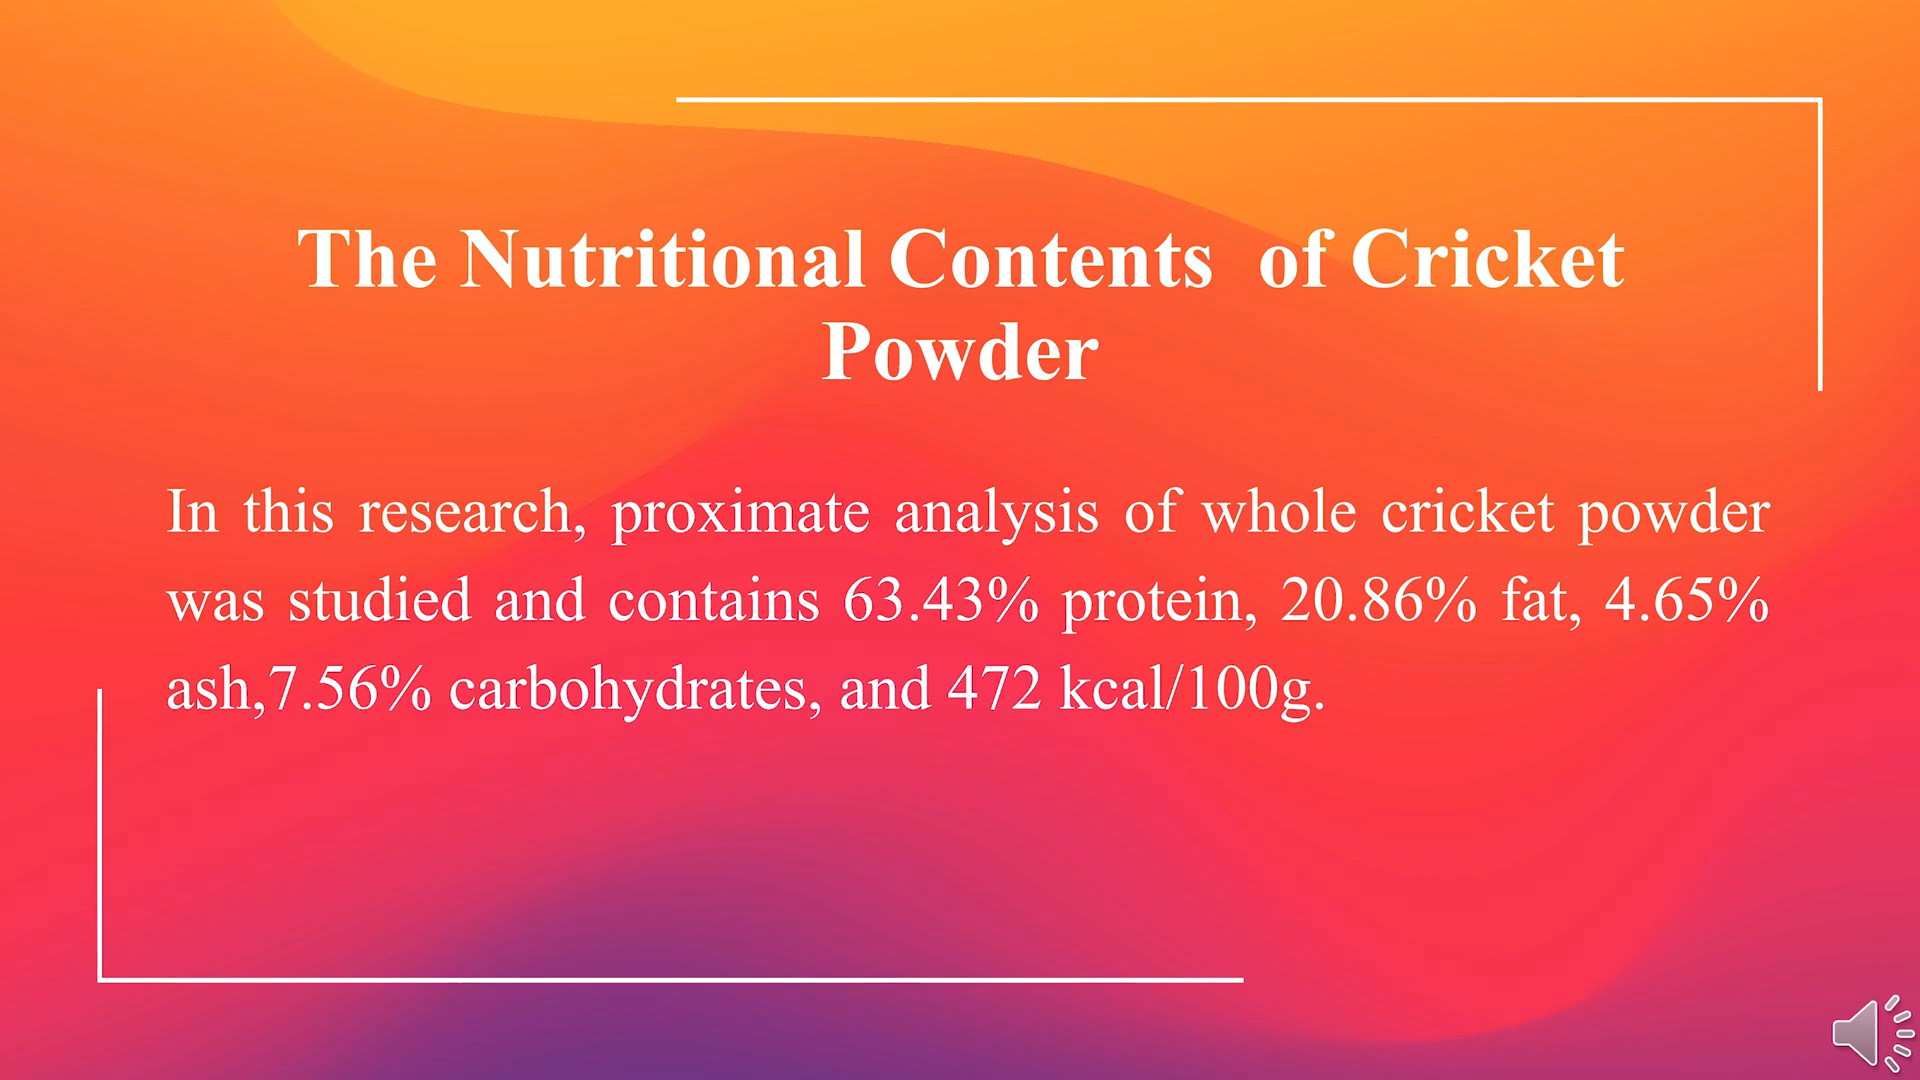 The Nutritional Contents  of Cricket
Powder
In this research, proximate analysis of whole cricket powder
was studied and contains 63.43% protein, 20.86% fat, 4.65%
ash,7.56% carbohydrates, and 472 kcal/100g.